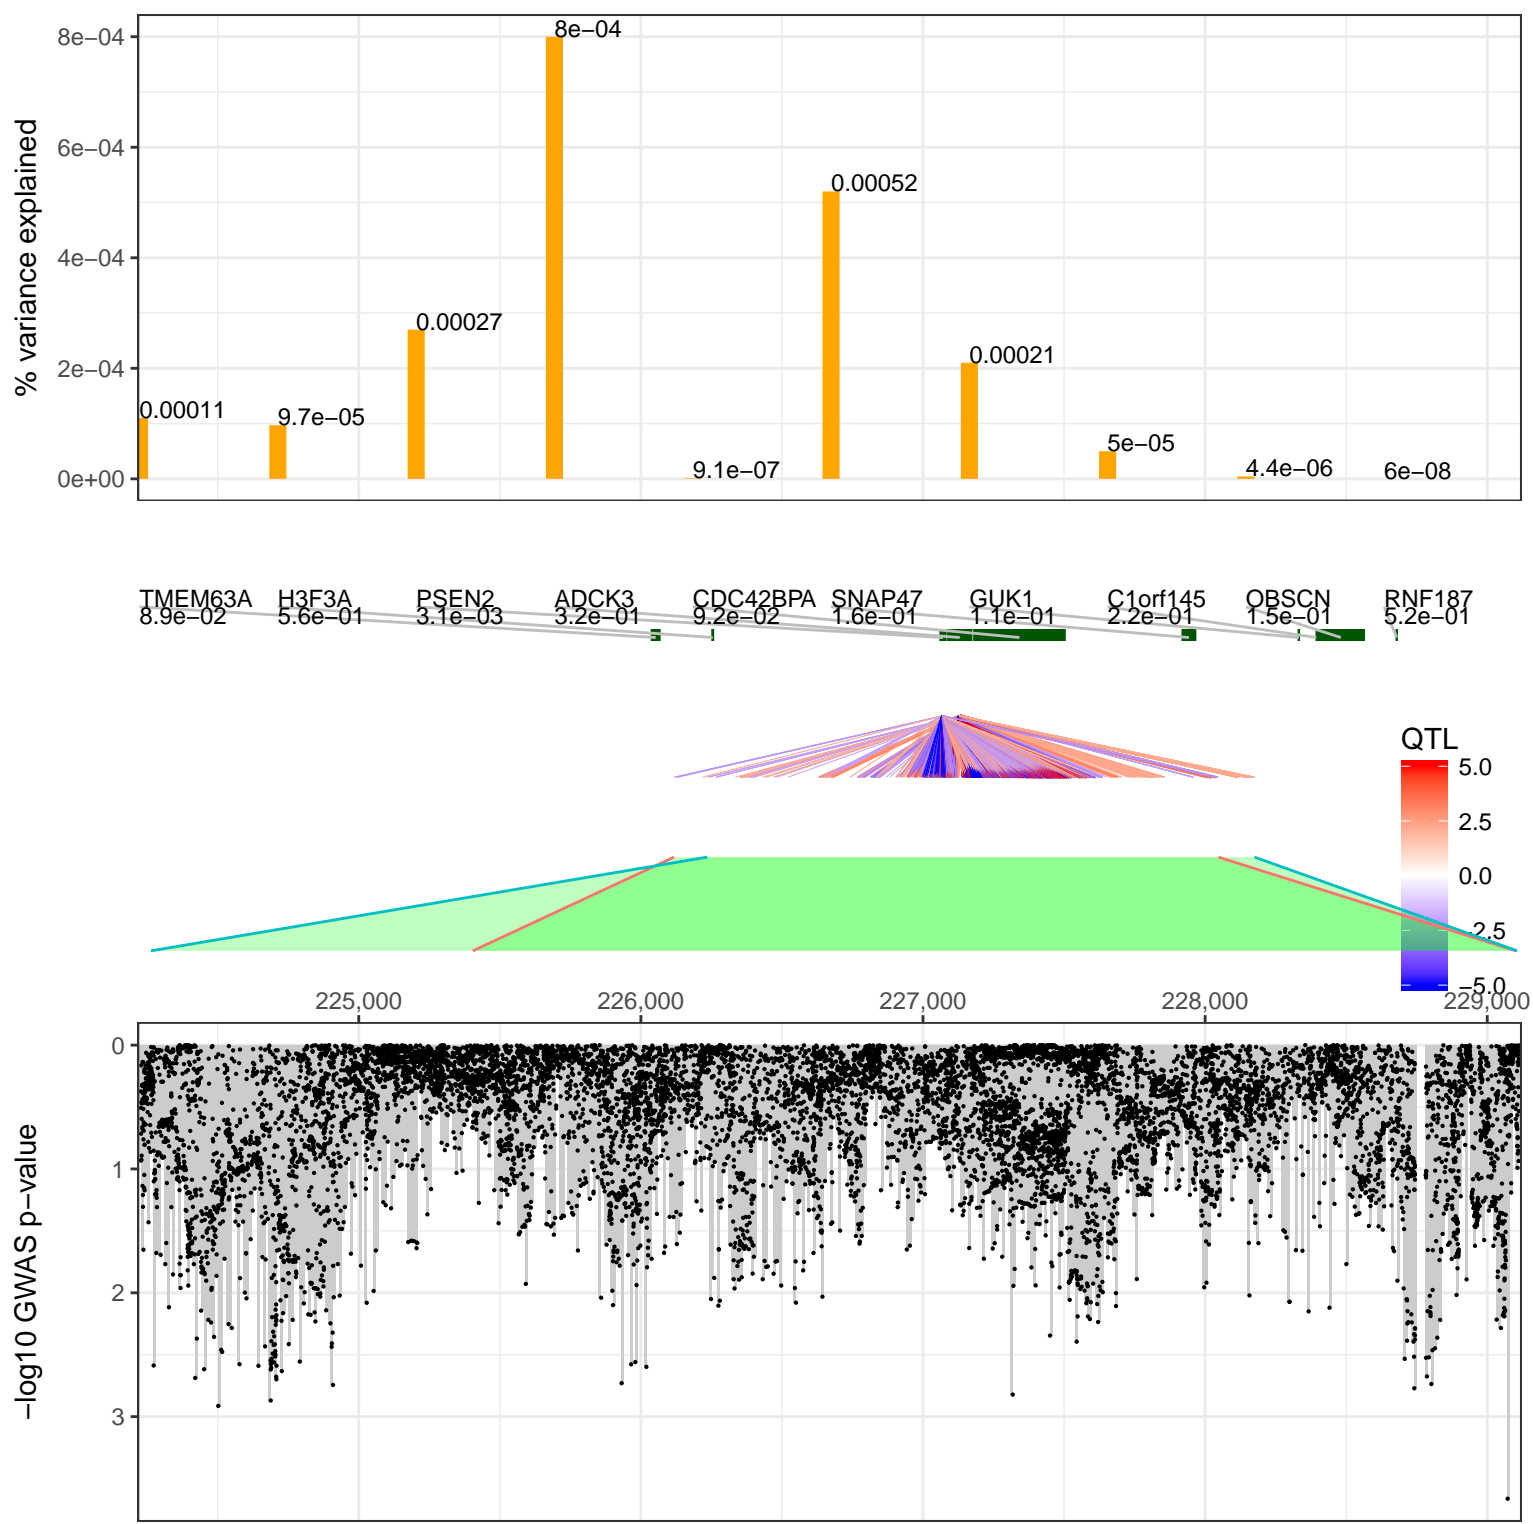 8e−04
6e−04
4e−04
2e−04
0e+00
% variance explained
0.00011
9.7e−05
0.00027
8e−04
9.1e−07
0.00052
0.00021
5e−05
4.4e−06
6e−08
TMEM63A H3F3A PSEN2 ADCK3 CDC42BPA SNAP47 GUK1 C1orf145 OBSCN RNF187
8.9e−02 5.6e−01 3.1e−03 3.2e−01 9.2e−02 1.6e−01 1.1e−01 2.2e−01 1.5e−01 5.2e−01
QTL
5.0
2.5
0.0
−2.5
−5.0
225,000 226,000 227,000 228,000 229,000
0
1
2
3
−log10 GWAS p−value